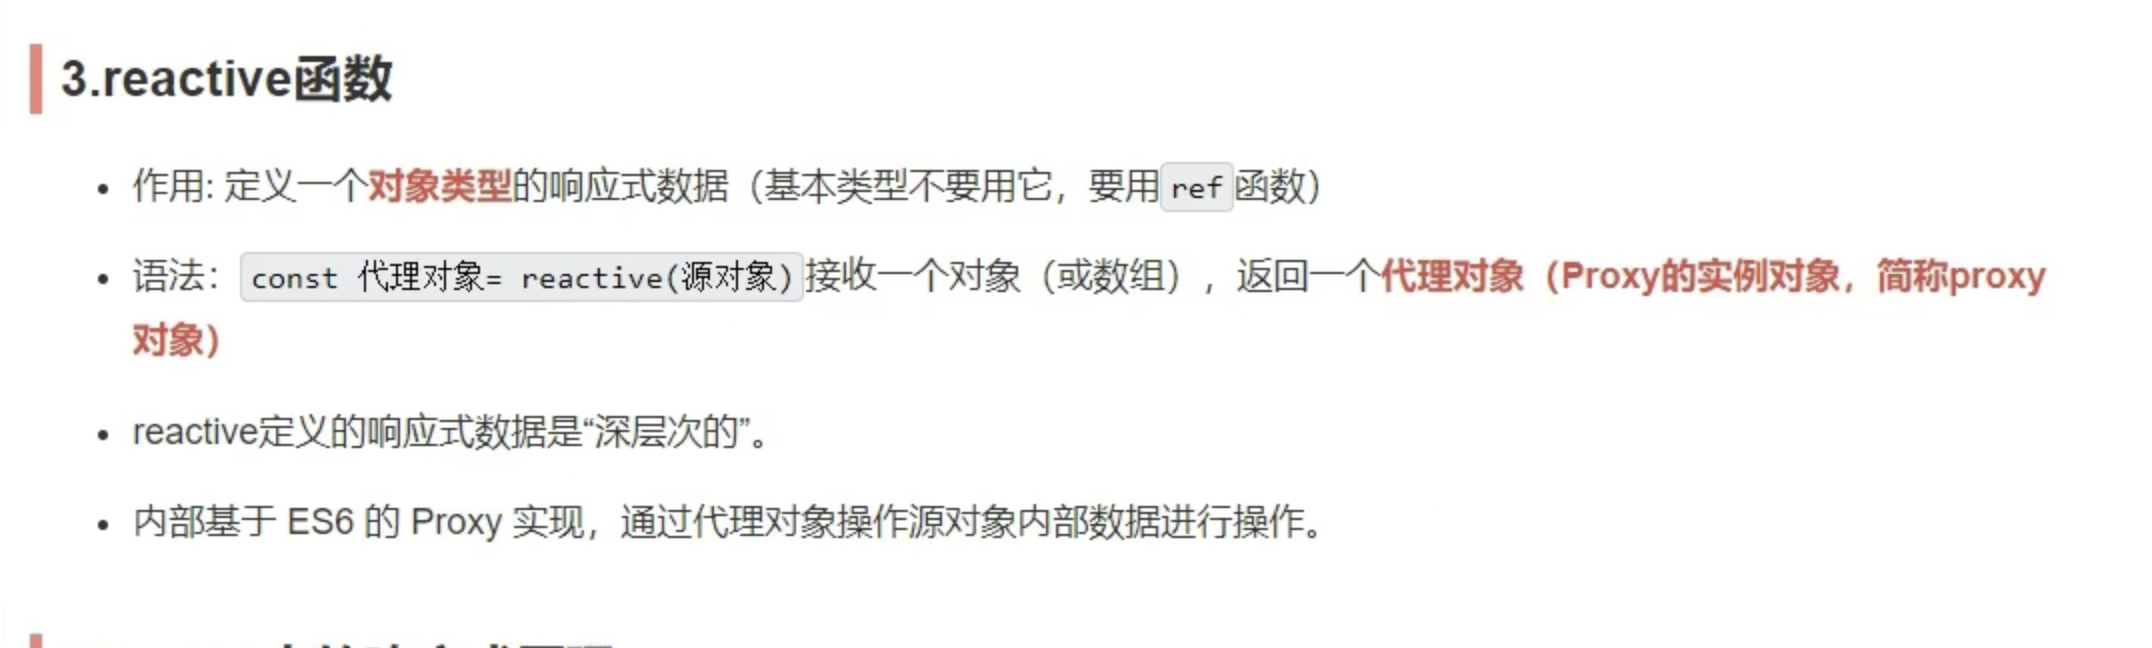 3.reactive函数
作用: 定义一个对象类型的响应式数据（基本类型不要用它，要用ref函数）
语法：const 代理对象= reactive(源对象)接收一个对象（或数组），返回一个代理对象（Proxy的实例对象，简称proxy
对象）
reactive定义的响应式数据是“深层次的”。
内部基于 ES6 的 Proxy 实现，通过代理对象操作源对象内部数据进行操作。